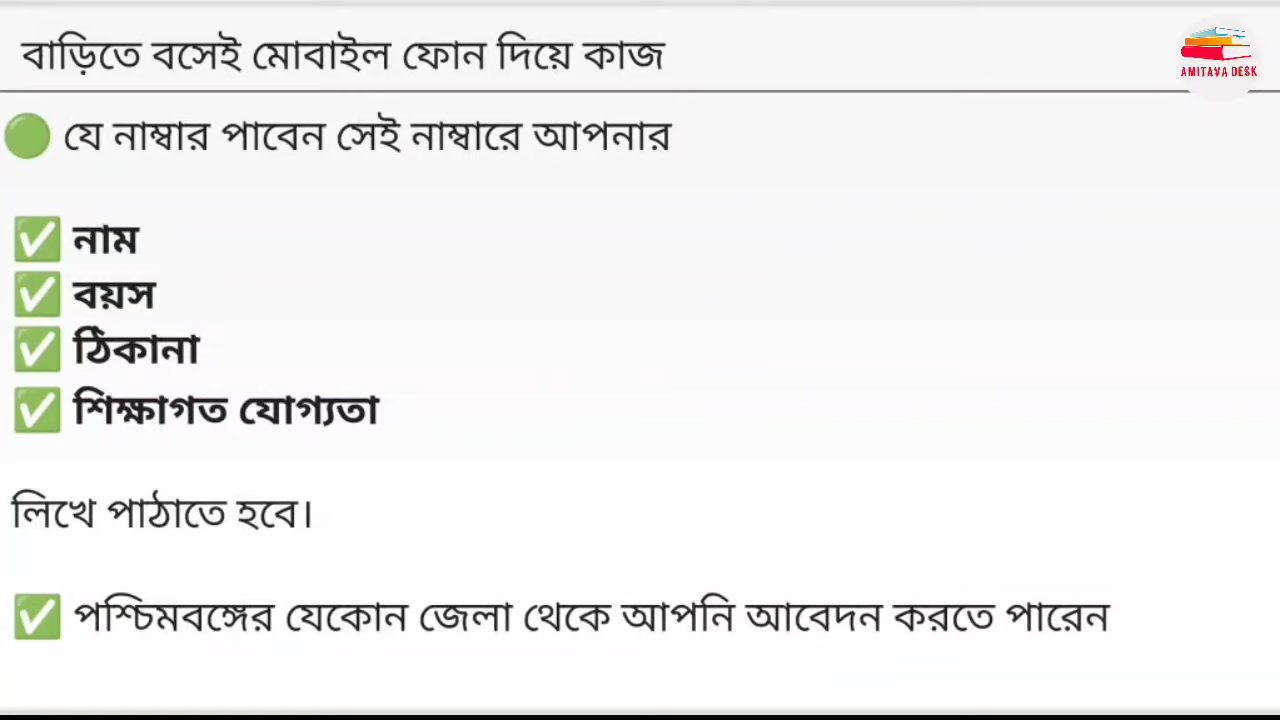 বাড়িতে বসেই মোবাইল ফোন দিয়ে কাজ
AMITAVA DESK
যে নাম্বার পাবেন সেই নাম্বারে আপনার
✅ নাম
✅ বয়স
✅ ঠিকানা
✅ শিক্ষাগত যোগ্যতা
লিখে পাঠাতে হবে।
✅ পশ্চিমবঙ্গের যেকোন জেলা থেকে আপনি আবেদন করতে পারেন